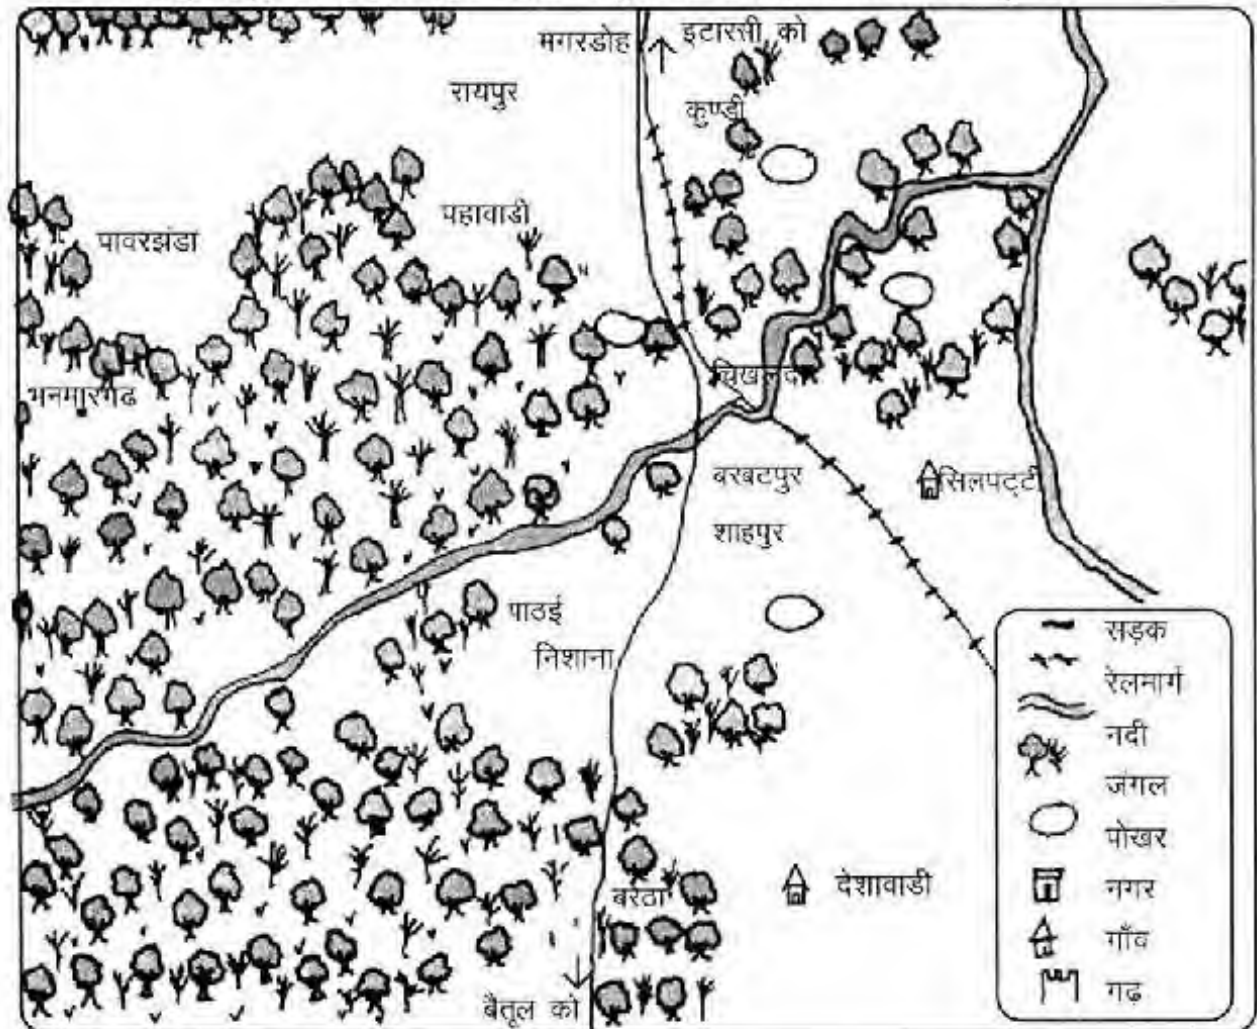 मगरडोह
इटारसी को
रायपुर
कुण्डी
पहावाडी
पावरझंडा
भनमारगढ
बरबटपुर
सिलपट्टी
शाहपुर
पाठई
निशाना
बरेठा
देशावाडी
बैतूल को
सड़क
रेलमार्ग
नदी
जंगल
पोखर
नगर
गाँव
गढ़